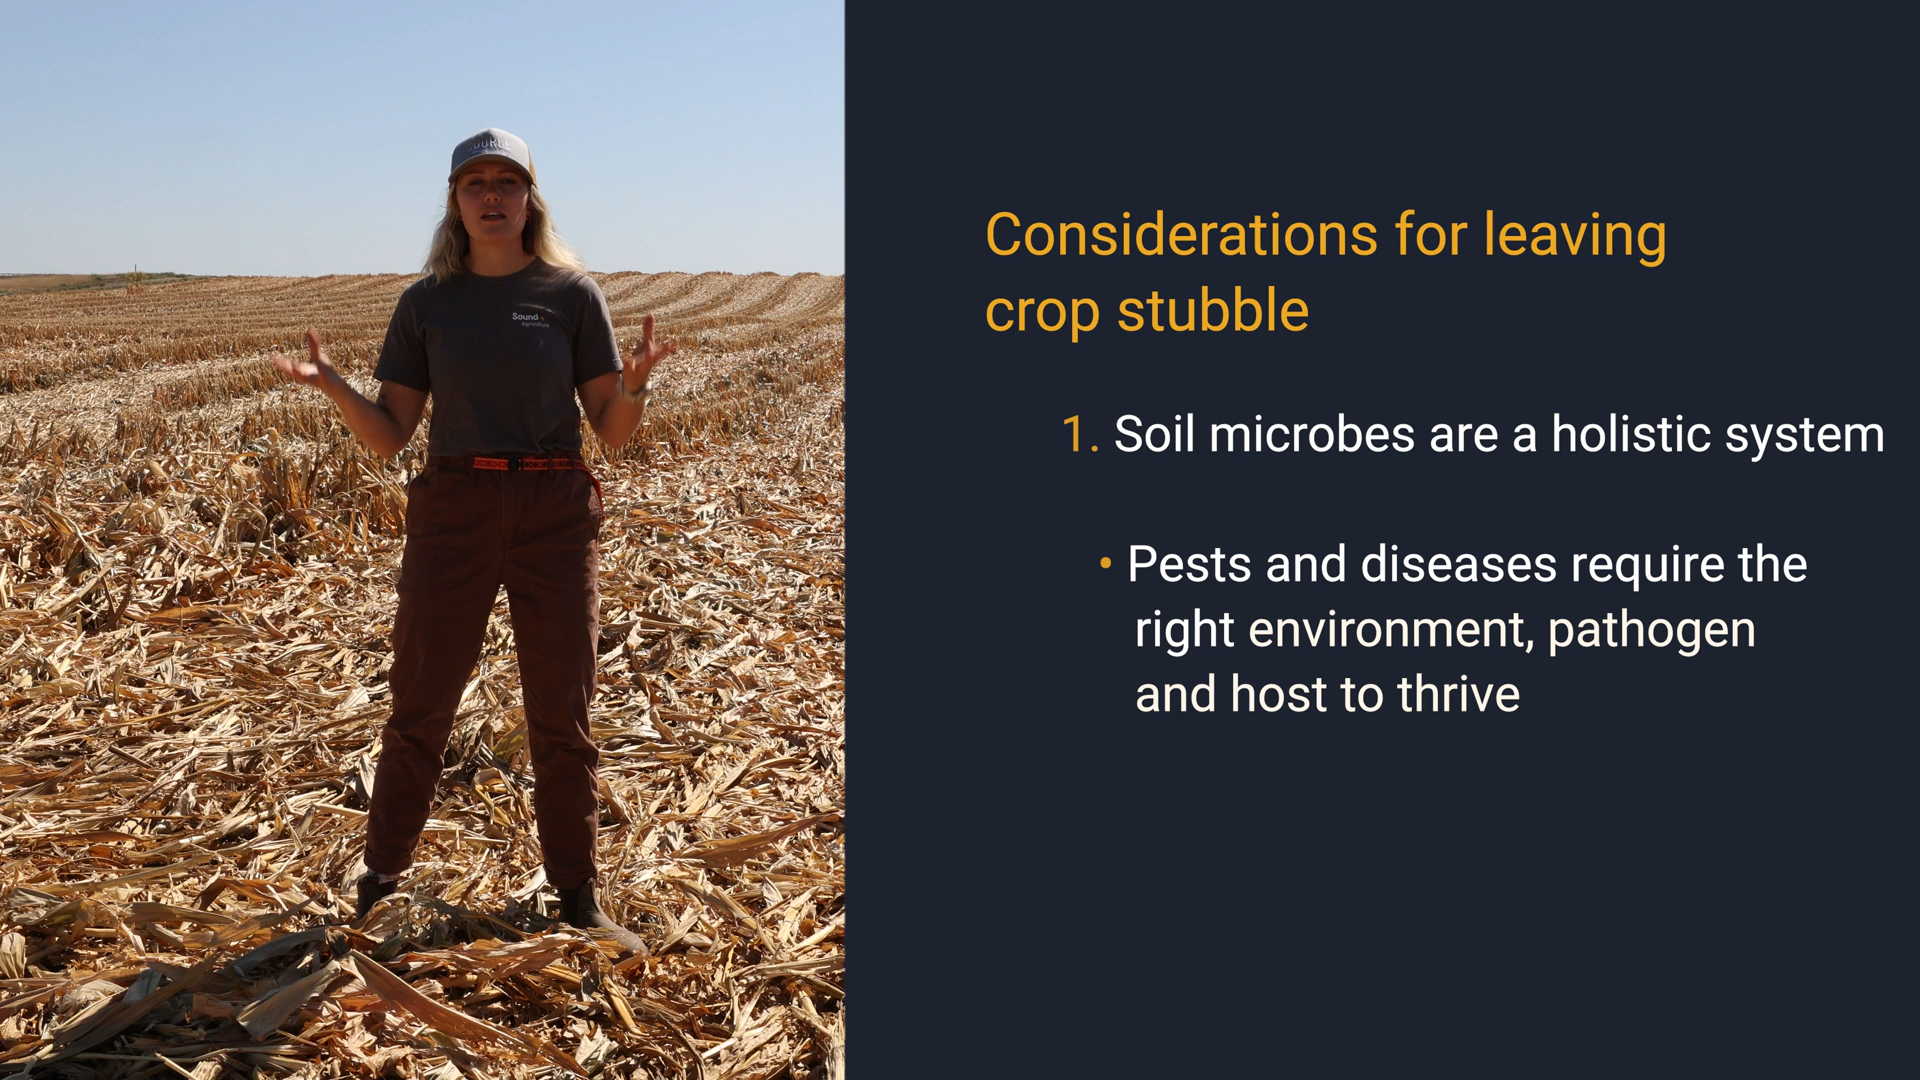 Sound
Agriculture
Considerations for leaving
crop stubble
1. Soil microbes are a holistic system
• Pests and diseases require the
right environment, pathogen
and host to thrive